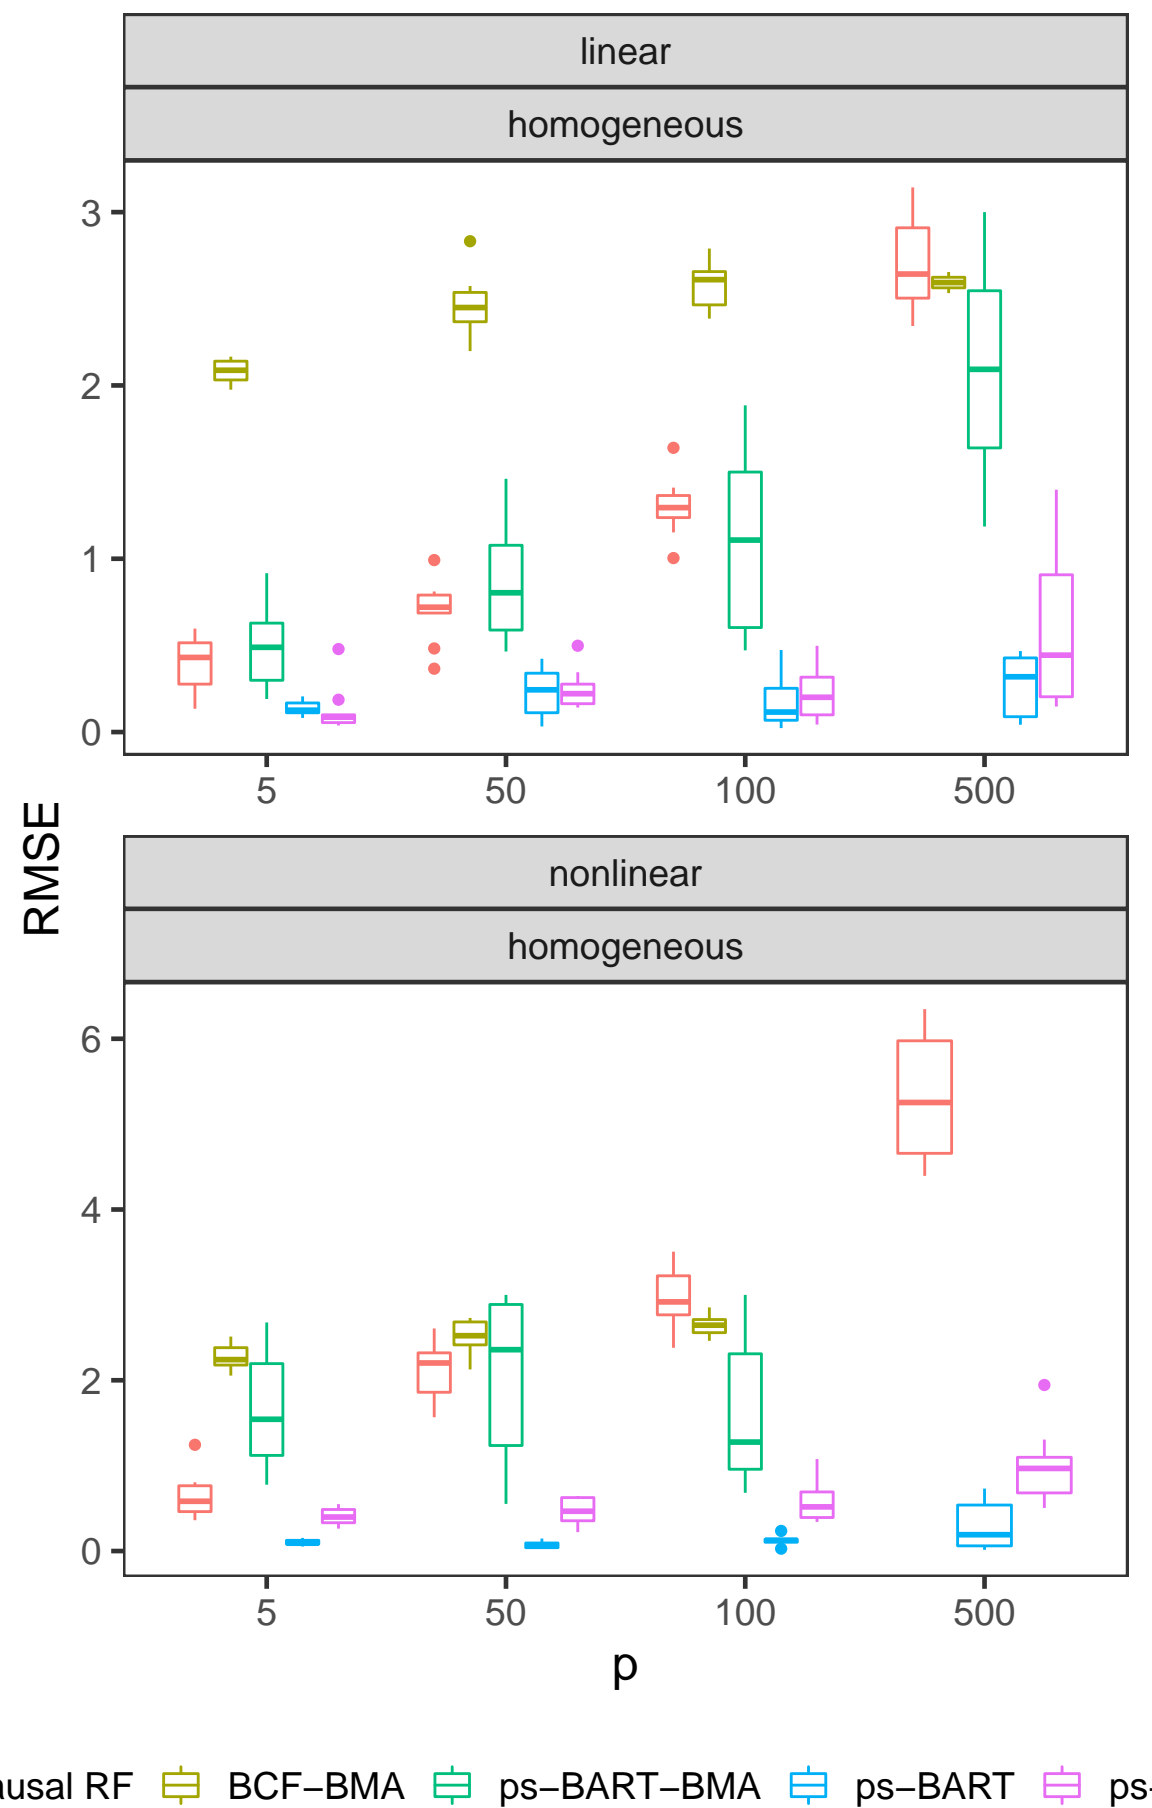 linear
homogeneous
3
2
1
0
5 50 100 500
RMSE
nonlinear
homogeneous
6
4
2
0
5 50 100 500
p
ausal RF BCF−BMA ps−BART−BMA ps−BART ps-